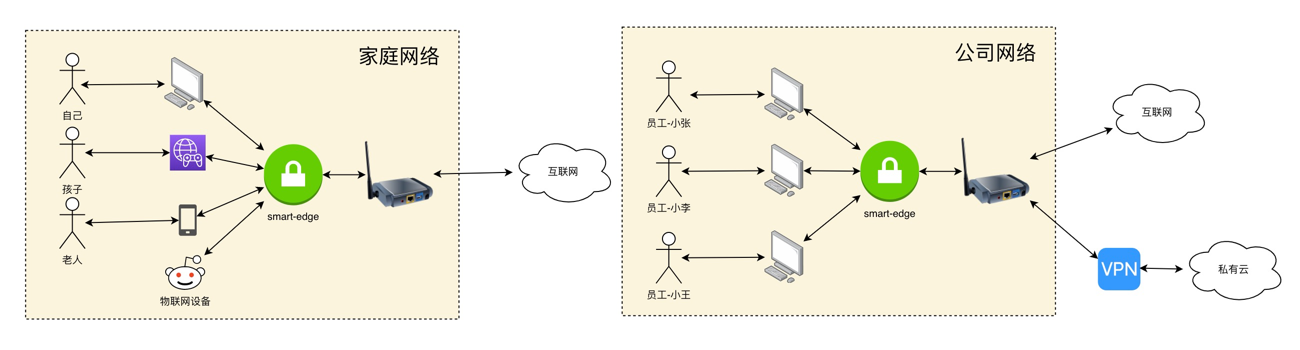 家庭网络
自己
孩子
老人
物联网设备
smart-edge
互联网
公司网络
员工-小张
员工-小李
员工-小王
smart-edge
互联网
VPN
私有云